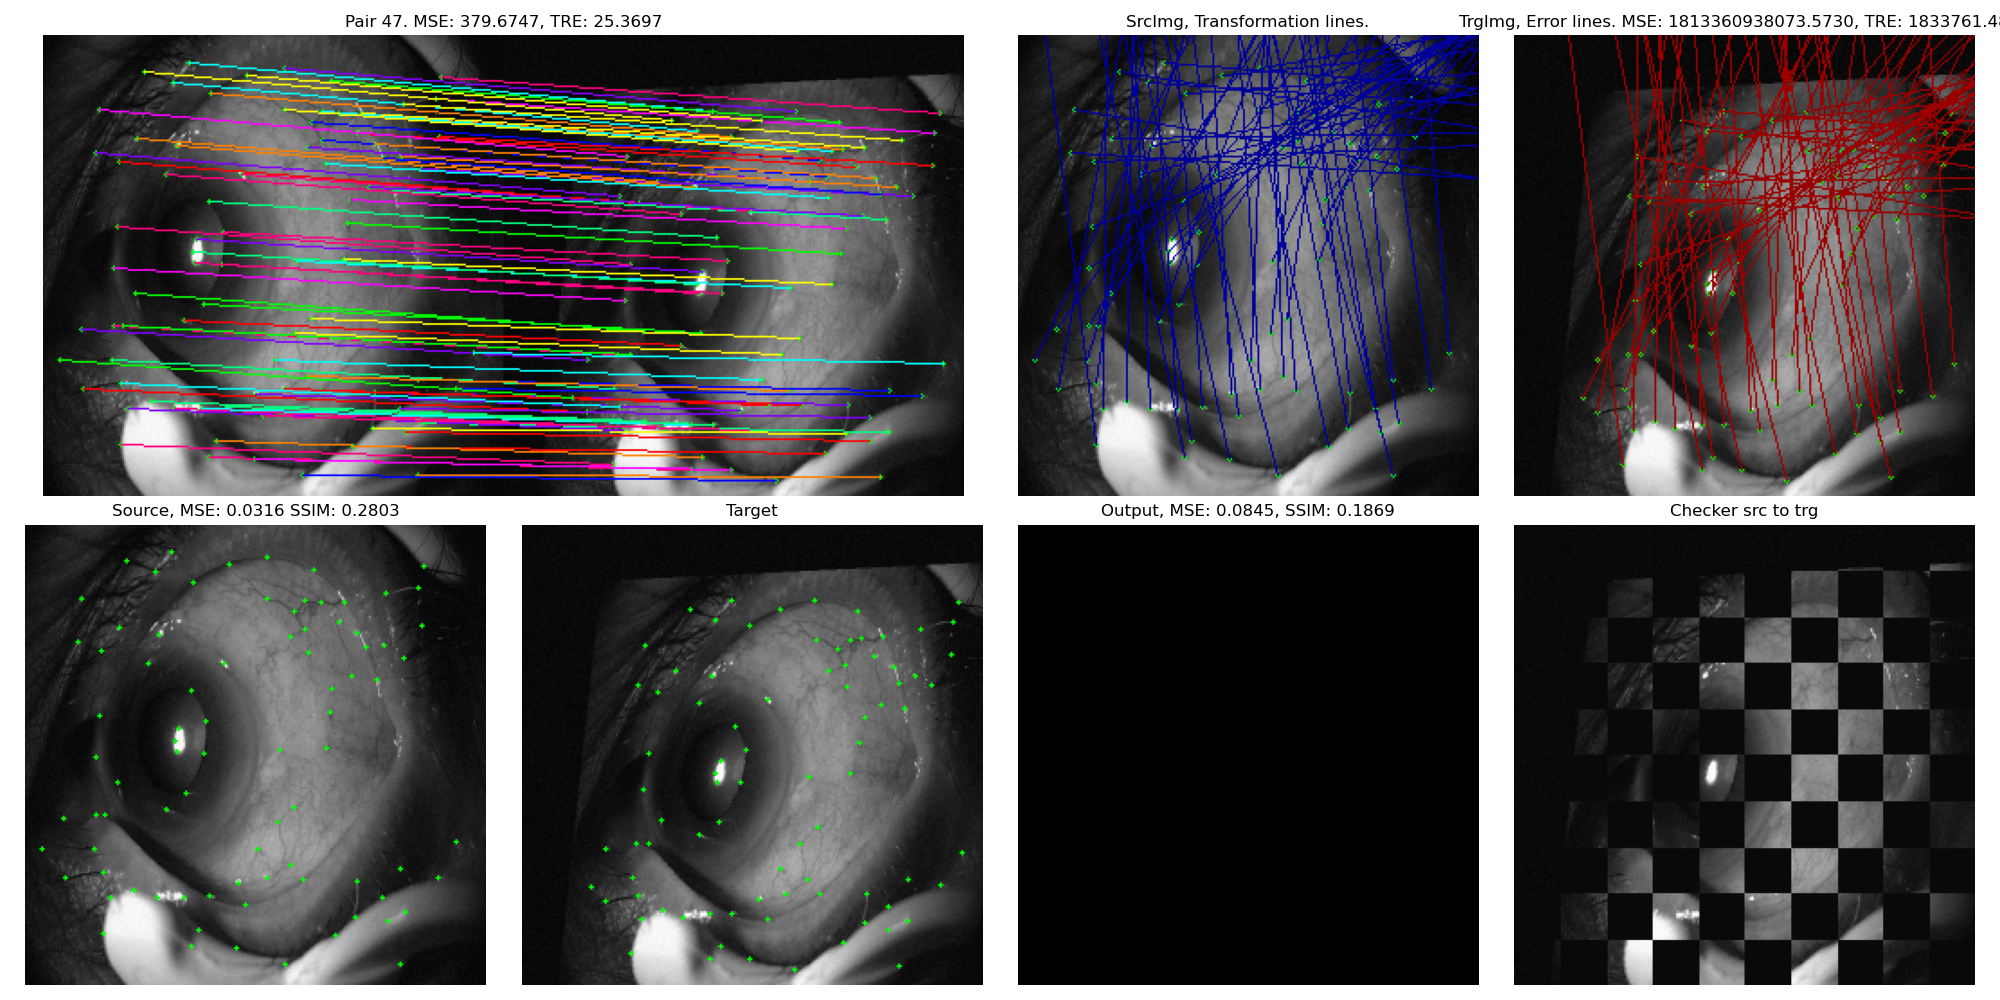 Pair 47. MSE: 379.6747, TRE: 25.3697
SrcImg, Transformation lines.
TrgImg, Error lines. MSE: 1813360938073.5730, TRE: 1833761.48
Source, MSE: 0.0316 SSIM: 0.2803
Target
Output, MSE: 0.0845, SSIM: 0.1869
Checker src to trg